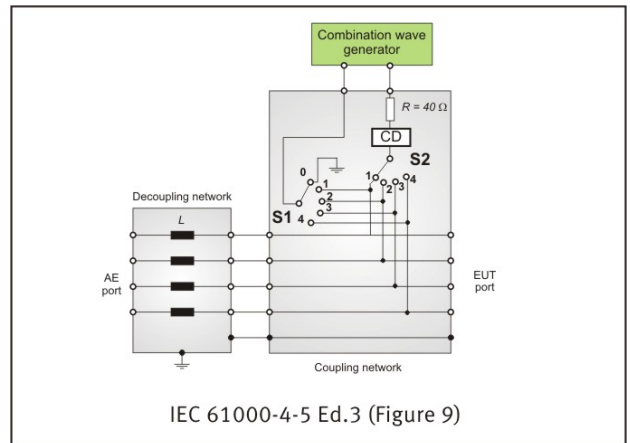 Combination wave
generator
R = 40 Ω
CD
S2
0
1
2
3
4
S1
1
2
3
4
Decoupling network
L
AE
port
EUT
port
Coupling network
IEC 61000-4-5 Ed.3 (Figure 9)